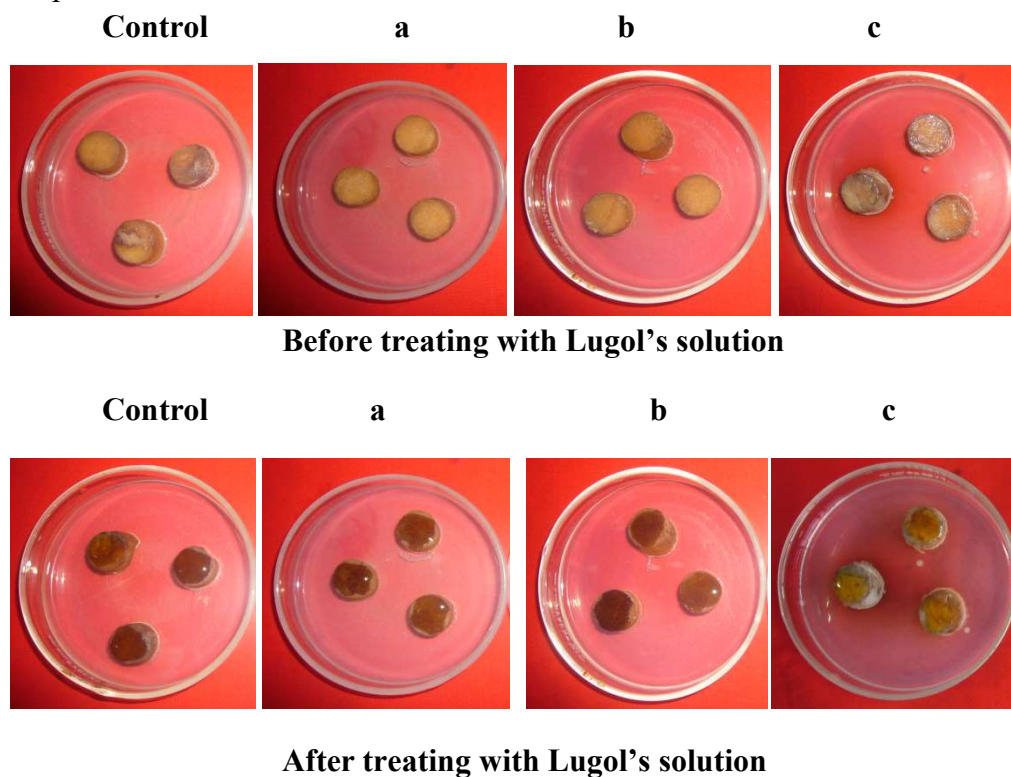 Control a b c
Before treating with Lugol’s solution
Control a b c
After treating with Lugol’s solution